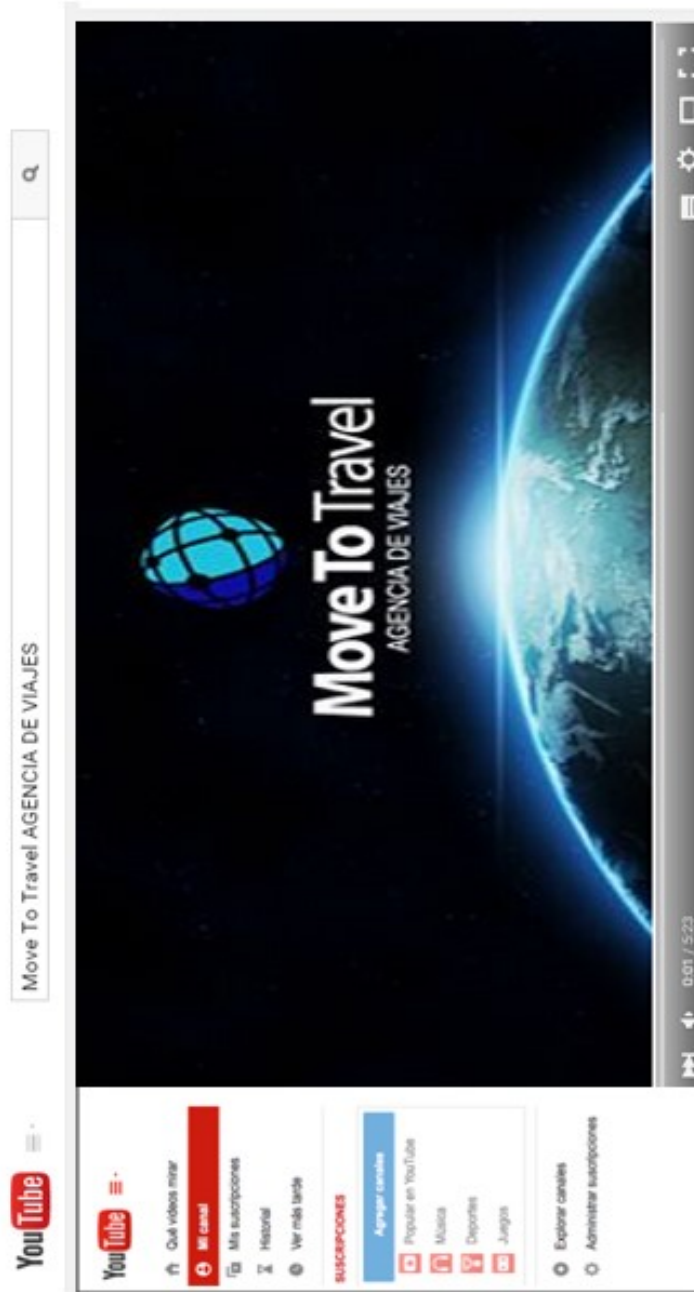 YouTube
Move To Travel AGENCIA DE VIAJES
YouTube
Qué videos mirar
Mi canal
Mis suscripciones
Historial
Ver más tarde
SUSCRIPCIONES
Agregar canales
Popular en YouTube
Música
Deportes
Juegos
Explorar canales
Administrar suscripciones
Move To Travel
AGENCIA DE VIAJES
0:01 / 5:23